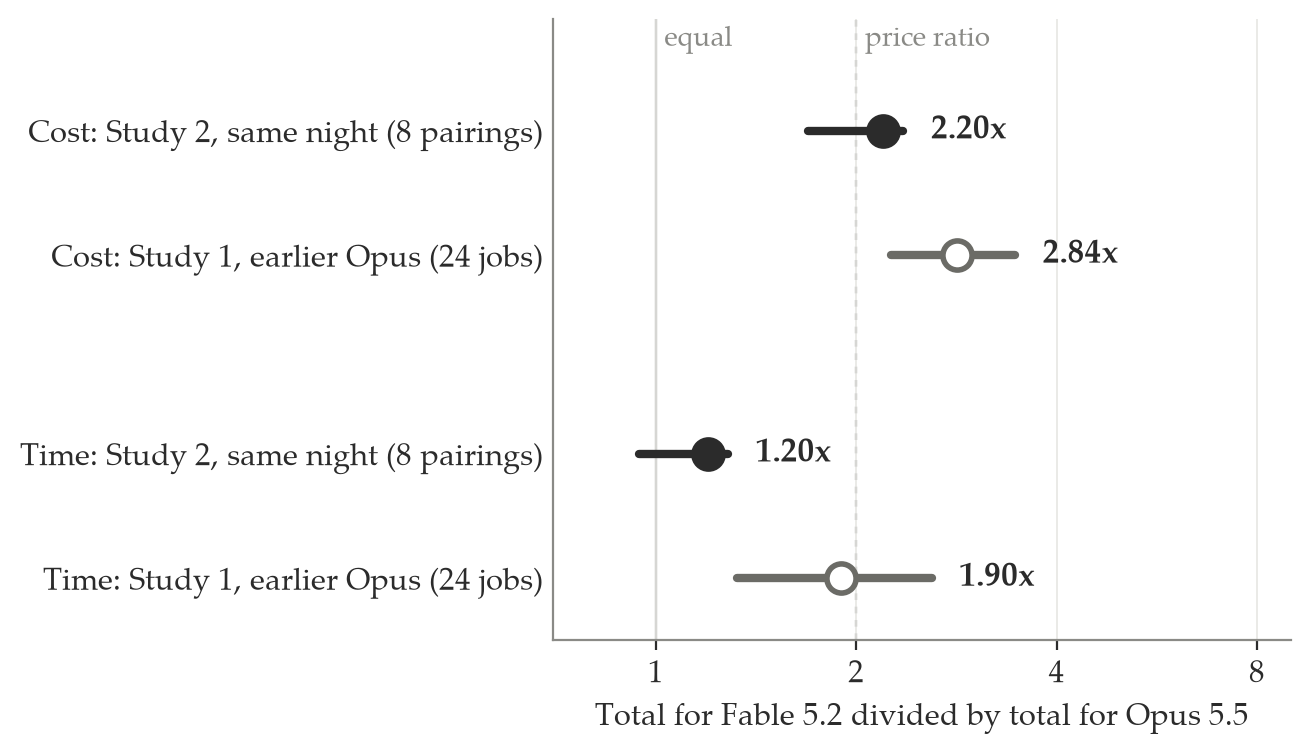 equal
price ratio
Cost: Study 2, same night (8 pairings)
2.20x
Cost: Study 1, earlier Opus (24 jobs)
2.84x
Time: Study 2, same night (8 pairings)
1.20x
Time: Study 1, earlier Opus (24 jobs)
1.90x
1
2
4
8
Total for Fable 5.2 divided by total for Opus 5.5